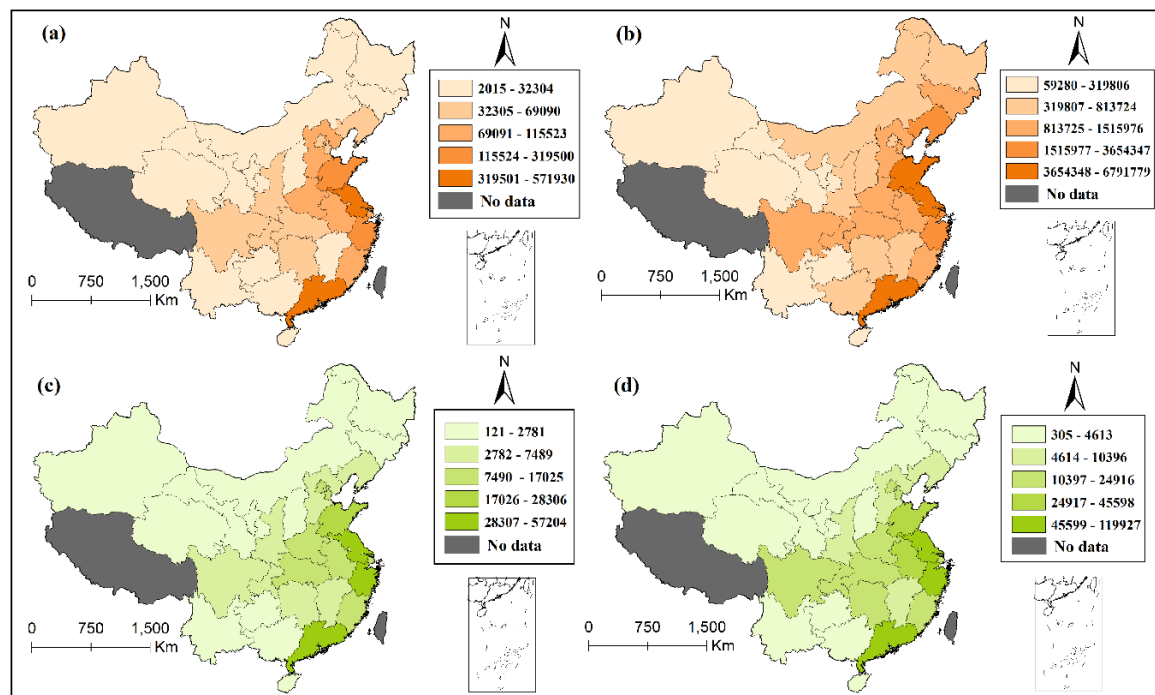 (a)
N
2015 - 32304
32305 - 69090
69091 - 115523
115524 - 319500
319501 - 571930
No data
0 750 1,500
Km
(b)
N
59280 - 319806
319807 - 813724
813725 - 1515976
1515977 - 3654347
3654348 - 6791779
No data
0 750 1,500
Km
(c)
N
121 - 2781
2782 - 7489
7490 - 17025
17026 - 28306
28307 - 57204
No data
0 750 1,500
Km
(d)
N
305 - 4613
4614 - 10396
10397 - 24916
24917 - 45598
45599 - 119927
No data
0 750 1,500
Km